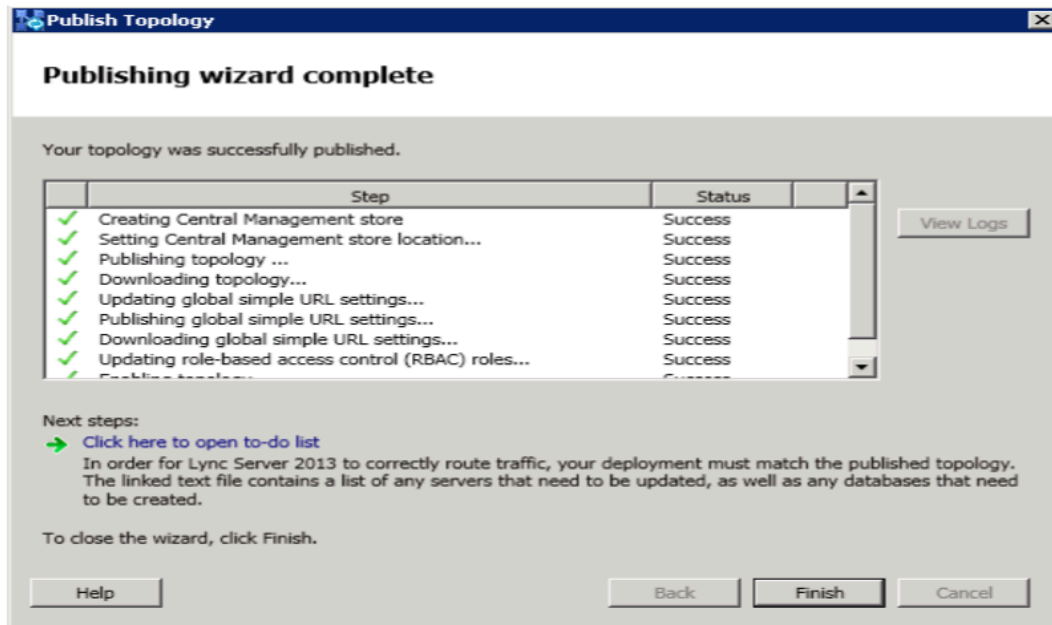 Publish Topology
Publishing wizard complete
Your topology was successfully published.
Step Status
Creating Central Management store Success
Setting Central Management store location... Success
Publishing topology ... Success
Downloading topology... Success
Updating global simple URL settings... Success
Publishing global simple URL settings... Success
Downloading global simple URL settings... Success
Updating role-based access control (RBAC) roles... Success
View Logs
Next steps:
Click here to open to-do list
In order for Lync Server 2013 to correctly route traffic, your deployment must match the published topology.
The linked text file contains a list of any servers that need to be updated, as well as any databases that need
to be created.
To close the wizard, click Finish.
Help Back Finish Cancel